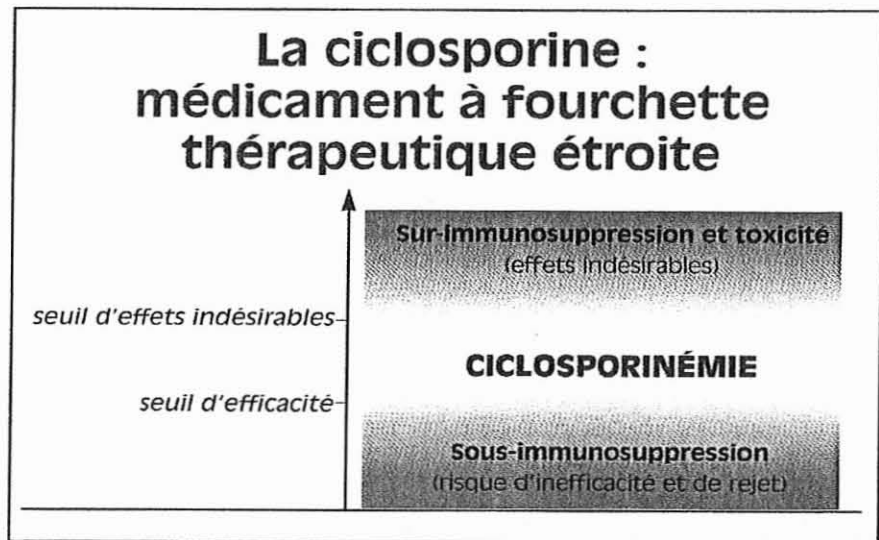 La ciclosporine :
médicament à fourchette
thérapeutique étroite
Sur-immunosuppression et toxicité
(effets indésirables)
seuil d'effets indésirables
CICLOSPORINÉMIE
seuil d'efficacité
Sous-immunosuppression
(risque d'inefficacité et de rejet)